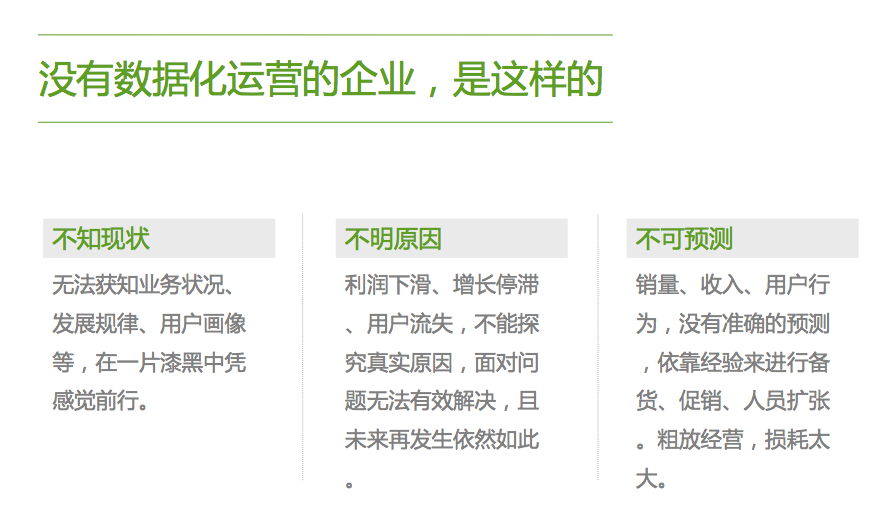 没有数据化运营的企业，是这样的
不知现状
无法获知业务状况、
发展规律、用户画像
等，在一片漆黑中凭
感觉前行。
不明原因
利润下滑、增长停滞
、用户流失，不能探
究真实原因，面对问
题无法有效解决，且
未来再发生依然如此
。
不可预测
销量、收入、用户行
为，没有准确的预测
，依靠经验来进行备
货、促销、人员扩张
。粗放经营，损耗太
大。